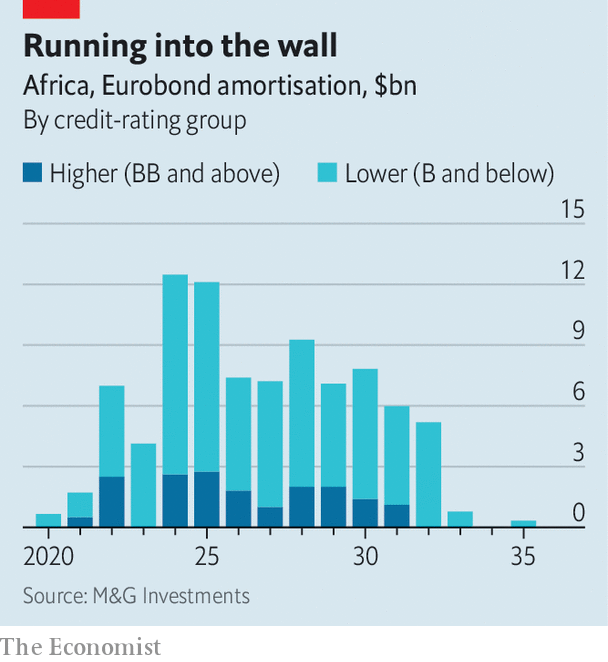 Running into the wall
Africa, Eurobond amortisation, $bn
By credit-rating group
Higher (BB and above) Lower (B and below)
15
12
9
6
3
0
2020 25 30 35
Source: M&G Investments
The Economist